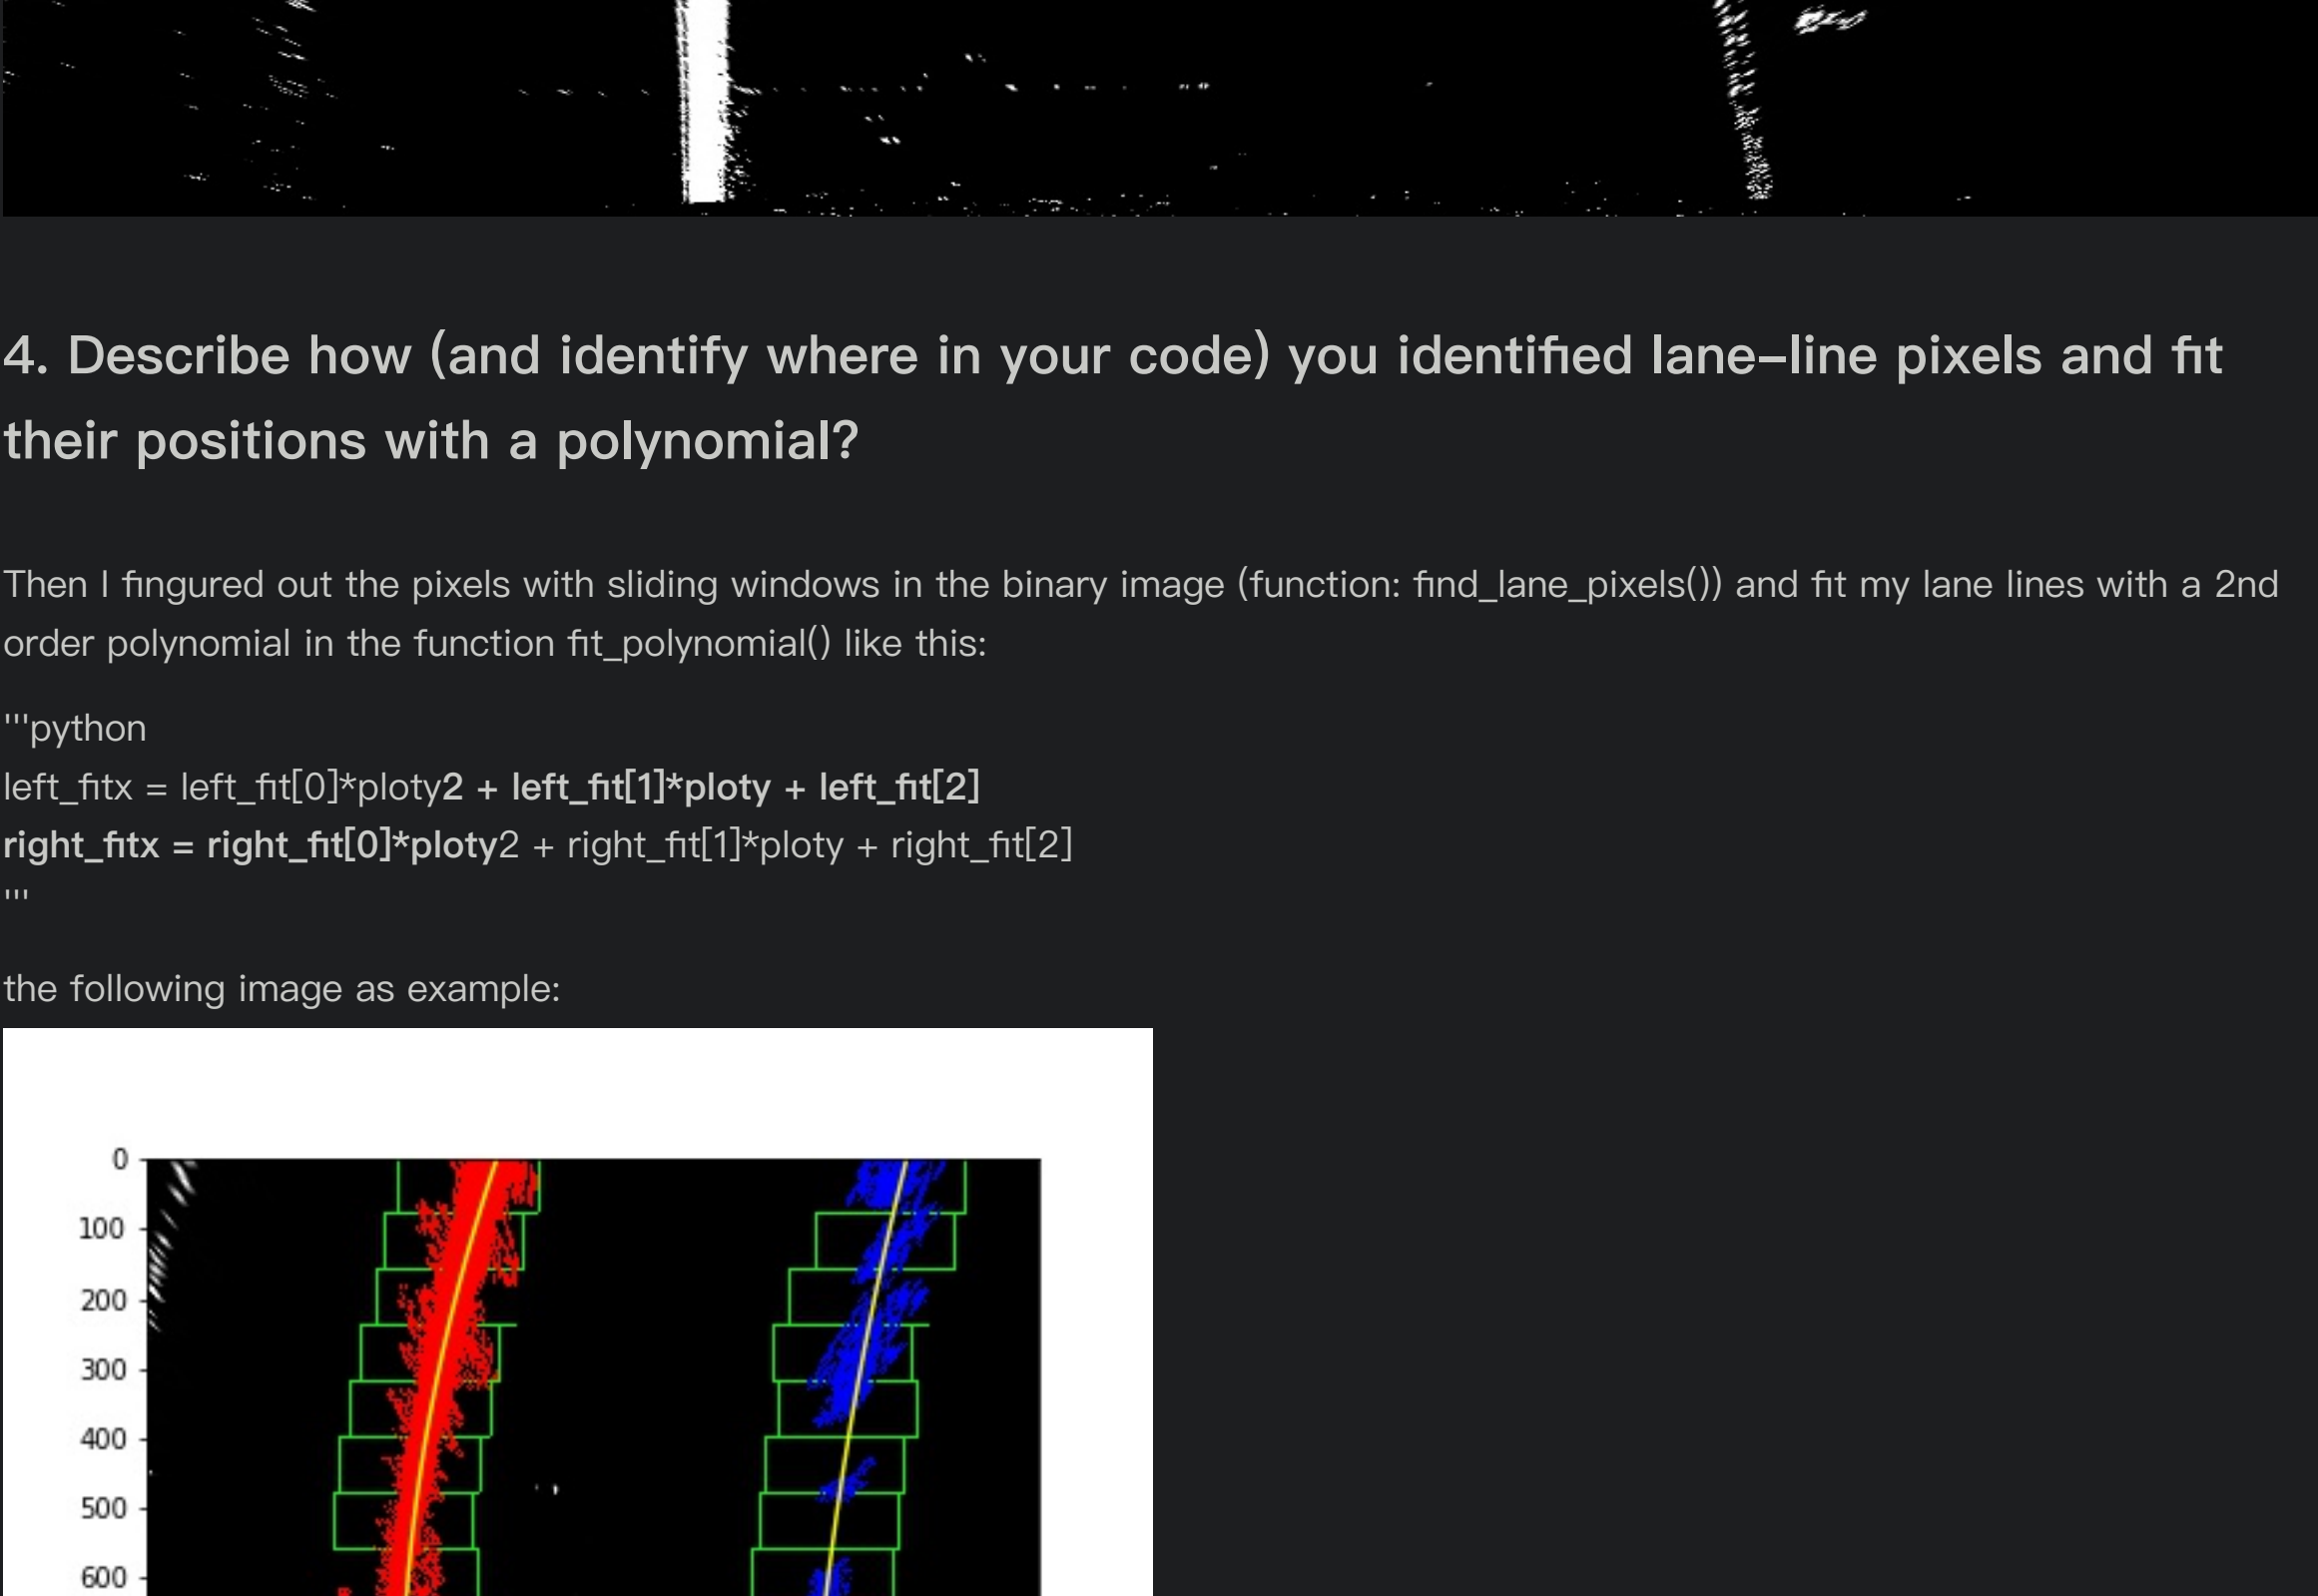 4. Describe how (and identify where in your code) you identified lane-line pixels and fit
their positions with a polynomial?
Then I fingured out the pixels with sliding windows in the binary image (function: find_lane_pixels()) and fit my lane lines with a 2nd
order polynomial in the function fit_polynomial() like this:
'''python
left_fitx = left_fit[0]*ploty2 + left_fit[1]*ploty + left_fit[2]
right_fitx = right_fit[0]*ploty2 + right_fit[1]*ploty + right_fit[2]
'''
the following image as example:
0
100
200
300
400
500
600